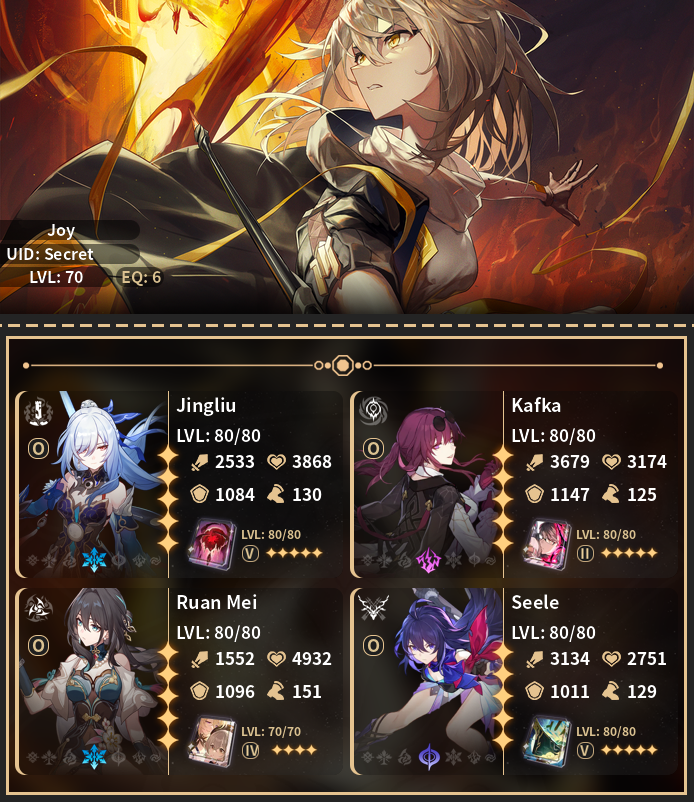 Joy
UID: Secret
LVL: 70
EQ: 6
Jingliu
LVL: 80/80
2533 3868
1084 130
O
LVL: 80/80
V
Kafka
LVL: 80/80
3679 3174
1147 125
O
LVL: 80/80
II
Ruan Mei
LVL: 80/80
1552 4932
1096 151
O
LVL: 70/70
IV
Seele
LVL: 80/80
3134 2751
1011 129
O
LVL: 80/80
V